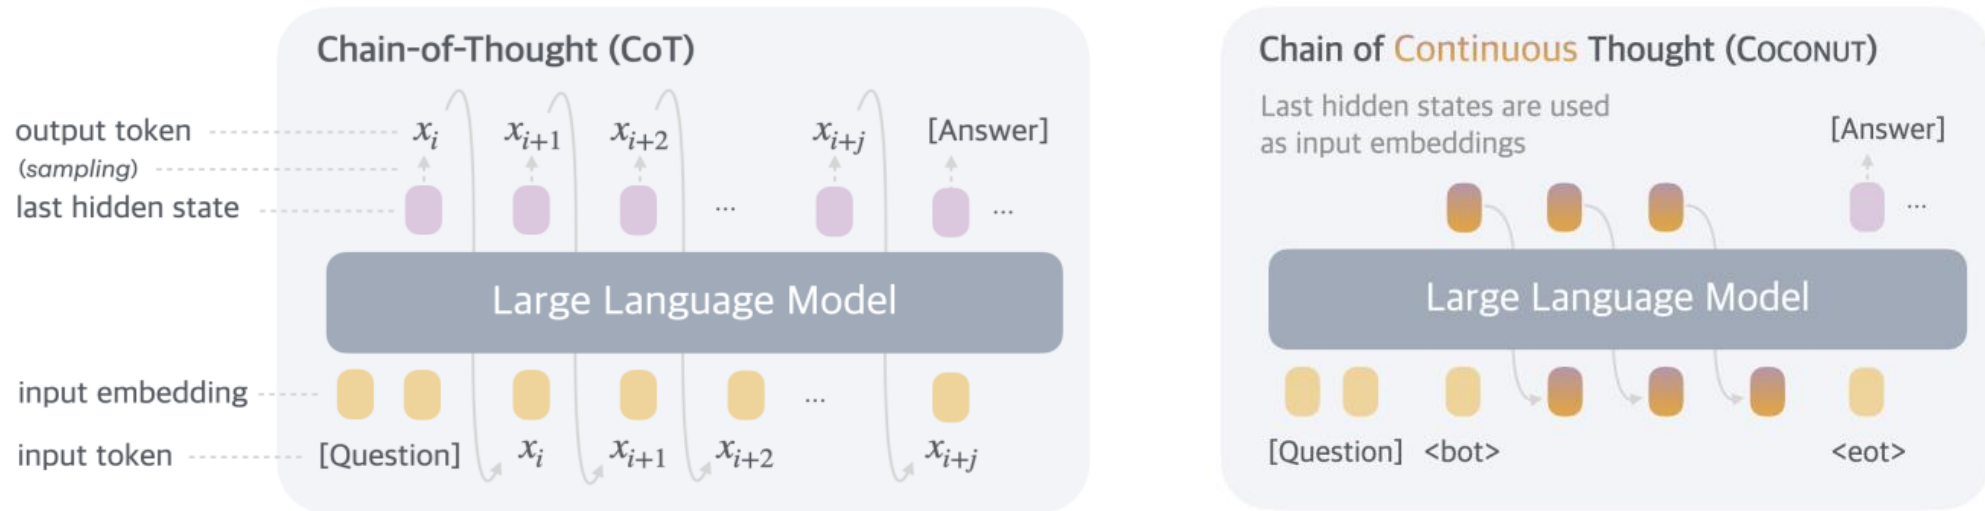 Chain-of-Thought (CoT)
output token
(sampling)
last hidden state
x_i x_{i+1} x_{i+2} x_{i+j} [Answer]
... ...
Large Language Model
input embedding
...
input token
[Question] x_i x_{i+1} x_{i+2} x_{i+j}
Chain of Continuous Thought (COCONUT)
Last hidden states are used
as input embeddings
[Answer]
...
Large Language Model
[Question] <bot> <eot>